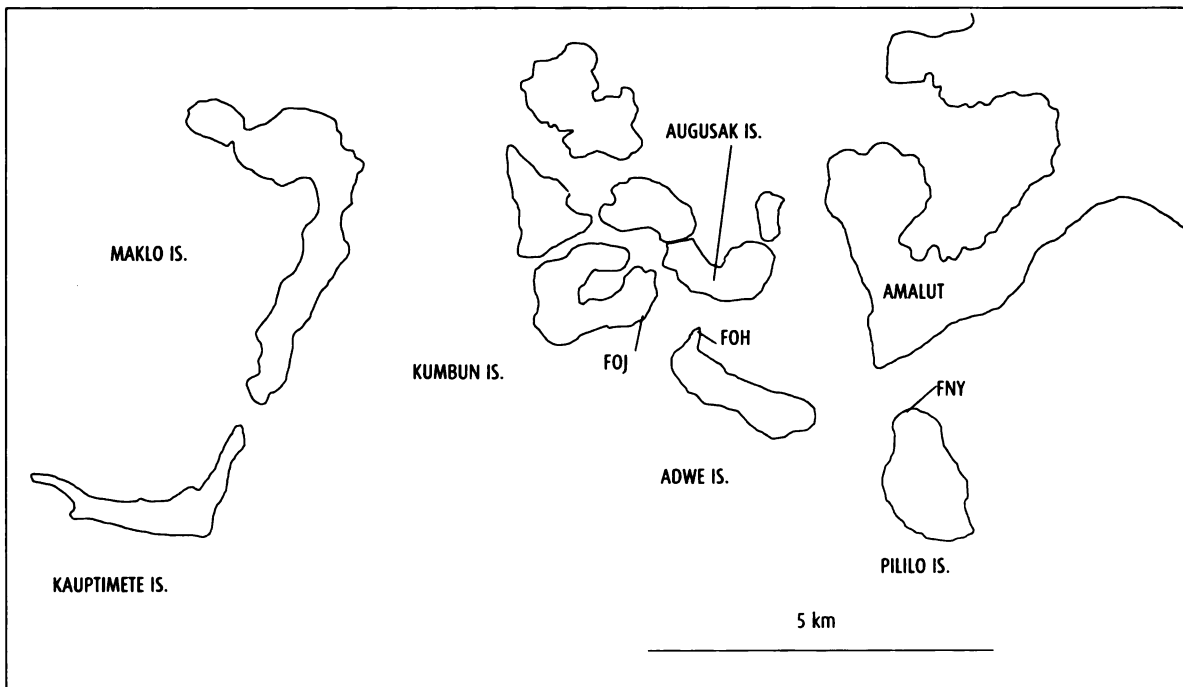 AUGUSAK IS.
MAKLO IS.
AMALUT
FOH
FOJ
KUMBUN IS.
FNY
ADWE IS.
PILILO IS.
KAUPTIMETE IS.
5 km